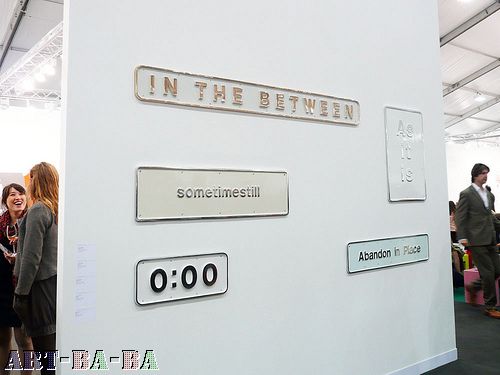 IN THE BETWEEN
As
it
is
sometimestill
Abandon in Place
0:00
ART-BA-BA